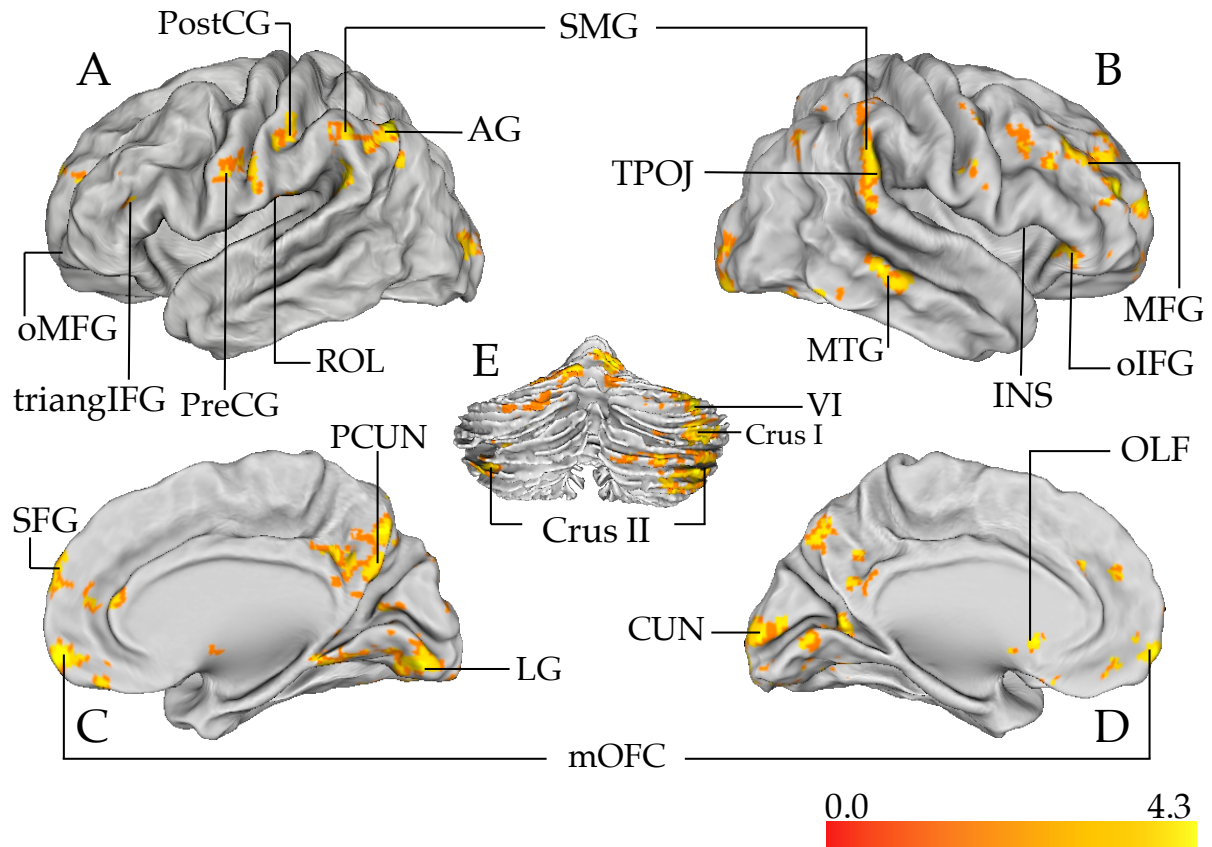 PostCG
SMG
A
B
AG
TPOJ
oMFG
MFG
ROL
E
MTG
oIFG
triangIFG
PreCG
VI
INS
Crus I
PCUN
OLF
SFG
Crus II
CUN
LG
C
D
mOFC
0.0
4.3